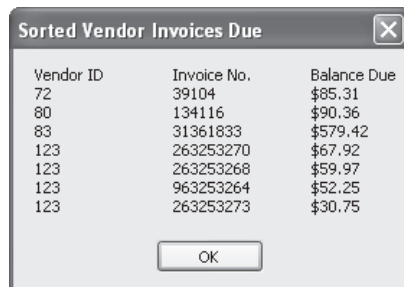 Sorted Vendor Invoices Due
Vendor ID Invoice No. Balance Due
72 39104 $85.31
80 134116 $90.36
83 31361833 $579.42
123 263253270 $67.92
123 263253268 $59.97
123 963253264 $52.25
123 263253273 $30.75
OK